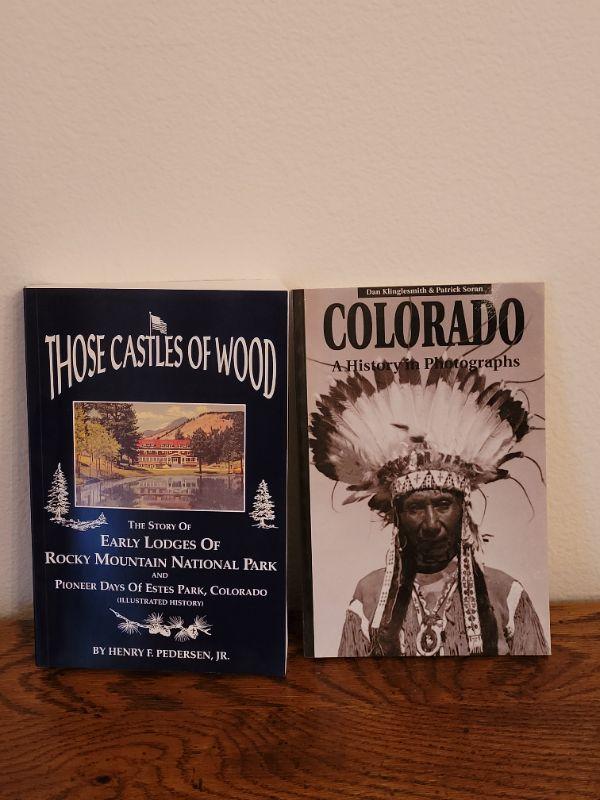 THOSE CASTLES OF WOOD
THE STORY OF
EARLY LODGES OF
ROCKY MOUNTAIN NATIONAL PARK
AND
PIONEER DAYS OF ESTES PARK, COLORADO
(ILLUSTRATED HISTORY)
BY HENRY F. PEDERSEN, JR.
Dan Klinglesmith & Patrick Soran
COLORADO
A History in Photographs